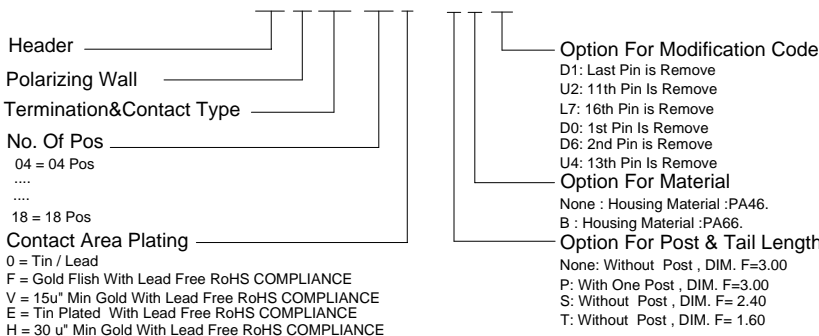 Header
Polarizing Wall
Termination&Contact Type
No. Of Pos
04 = 04 Pos
....
....
18 = 18 Pos
Contact Area Plating
0 = Tin / Lead
F = Gold Flish With Lead Free RoHS COMPLIANCE
V = 15u" Min Gold With Lead Free RoHS COMPLIANCE
E = Tin Plated With Lead Free RoHS COMPLIANCE
H = 30 u" Min Gold With Lead Free RoHS COMPLIANCE
Option For Modification Code
D1: Last Pin is Remove
U2: 11th Pin is Remove
L7: 16th Pin is Remove
D0: 1st Pin Is Remove
D6: 2nd Pin is Remove
U4: 13th Pin Is Remove
Option For Material
None : Housing Material :PA46.
B : Housing Material :PA66.
Option For Post & Tail Length
None: Without Post , DIM. F=3.00
P: With One Post , DIM. F=3.00
S: Without Post , DIM. F= 2.40
T: Without Post , DIM. F= 1.60